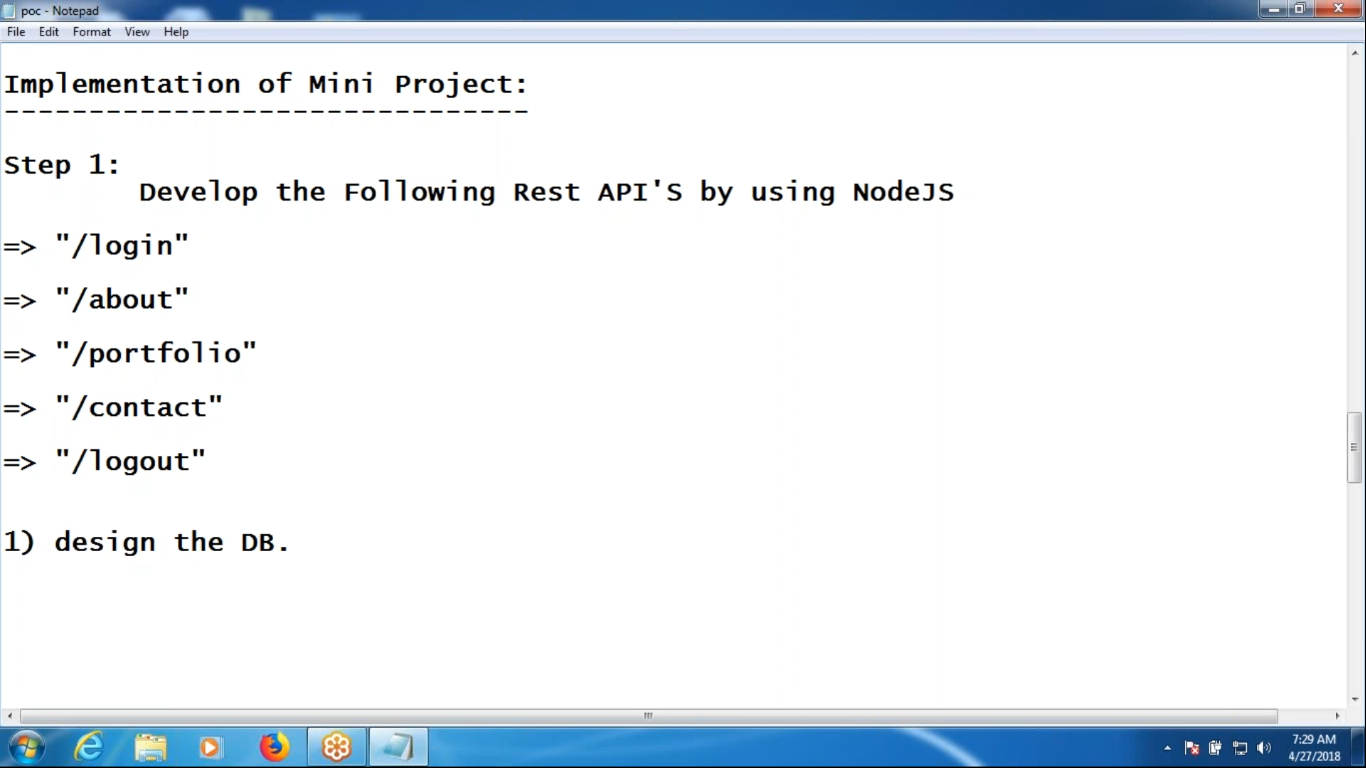 poc - Notepad
File Edit Format View Help
Implementation of Mini Project:
-------------------------------
Step 1:
Develop the Following Rest API'S by using NodeJS
=> "/login"
=> "/about"
=> "/portfolio"
=> "/contact"
=> "/logout"
1) design the DB.
7:29 AM
4/27/2018